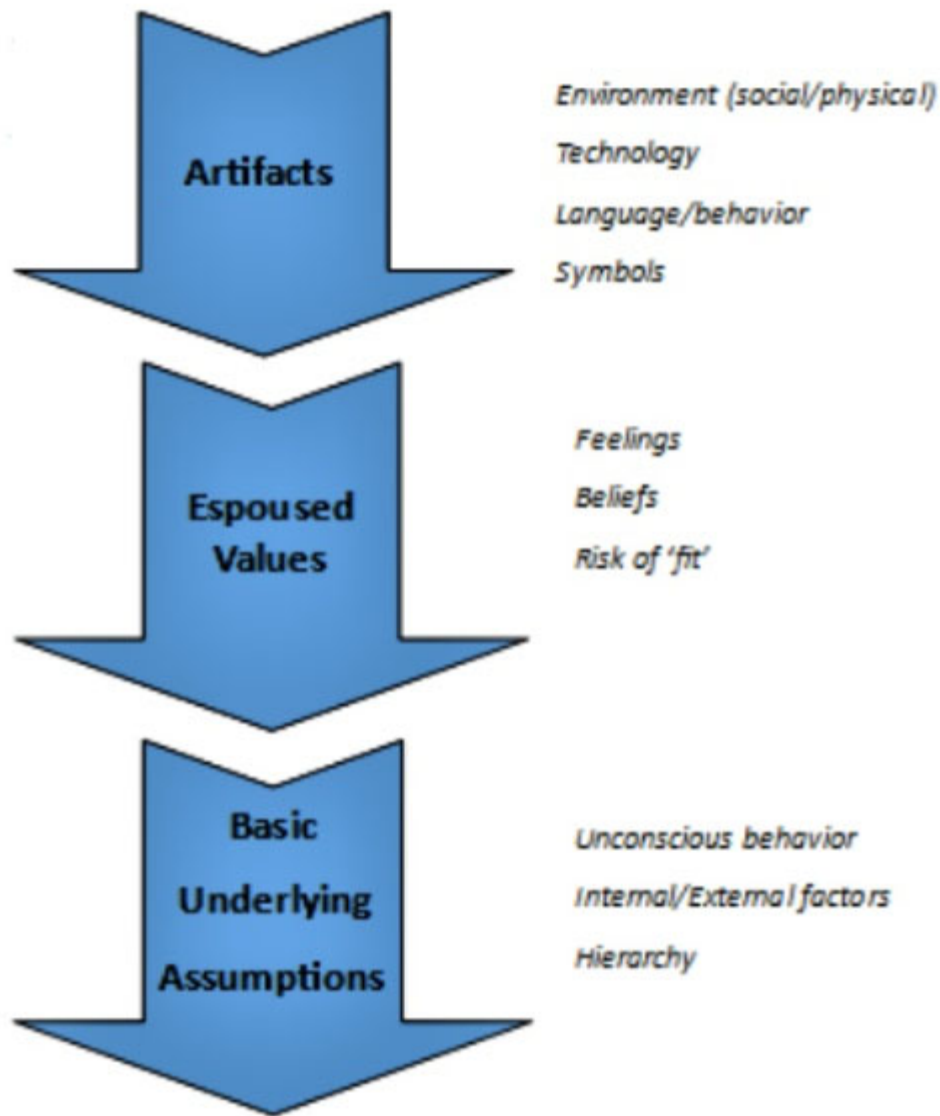 Artifacts
Environment (social/physical)
Technology
Language/behavior
Symbols
Espoused
Values
Feelings
Beliefs
Risk of ‘fit’
Basic
Underlying
Assumptions
Unconscious behavior
Internal/External factors
Hierarchy